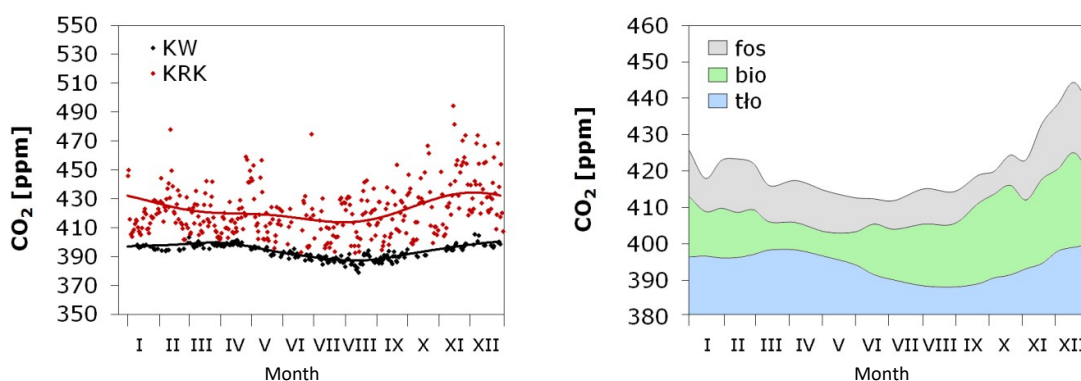 550
530
510
490
470
450
430
410
390
370
350
CO2 [ppm]
KW
KRK
I II III IV V VI VII VIII IX X XI XII
Month
460
450
440
430
420
410
400
390
380
CO2 [ppm]
fos
bio
tło
I II III IV V VI VII VIII IX X XI XII
Month